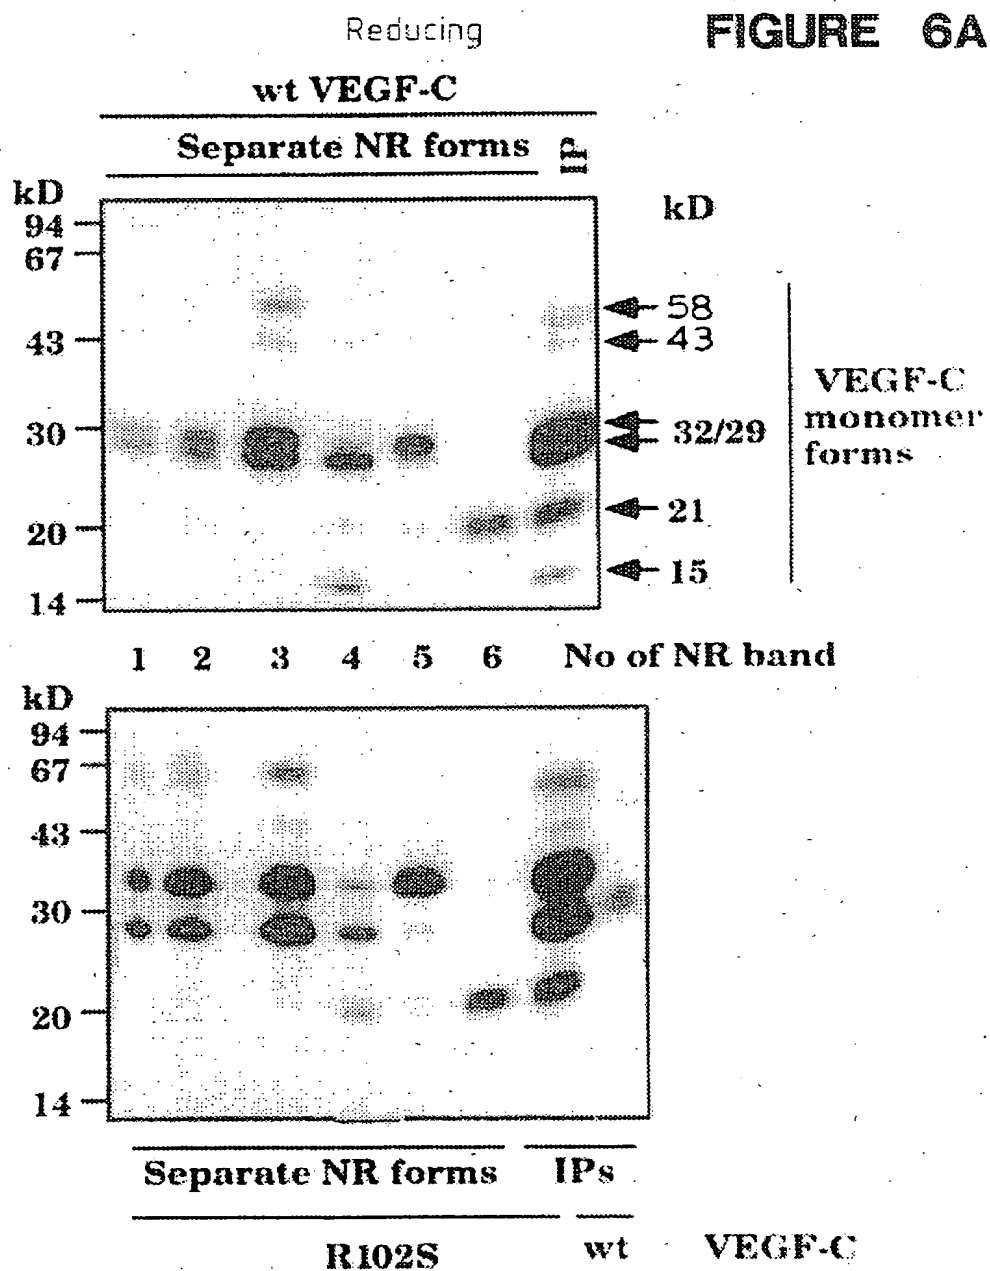 Reducing
FIGURE 6A
wt VEGF-C
Separate NR forms
IP
kD
94
67
43
30
20
14
kD
58
43
32/29
21
15
VEGF-C
monomer
forms
1 2 3 4 5 6 No of NR band
kD
94
67
43
30
20
14
Separate NR forms IPs
R102S wt VEGF-C